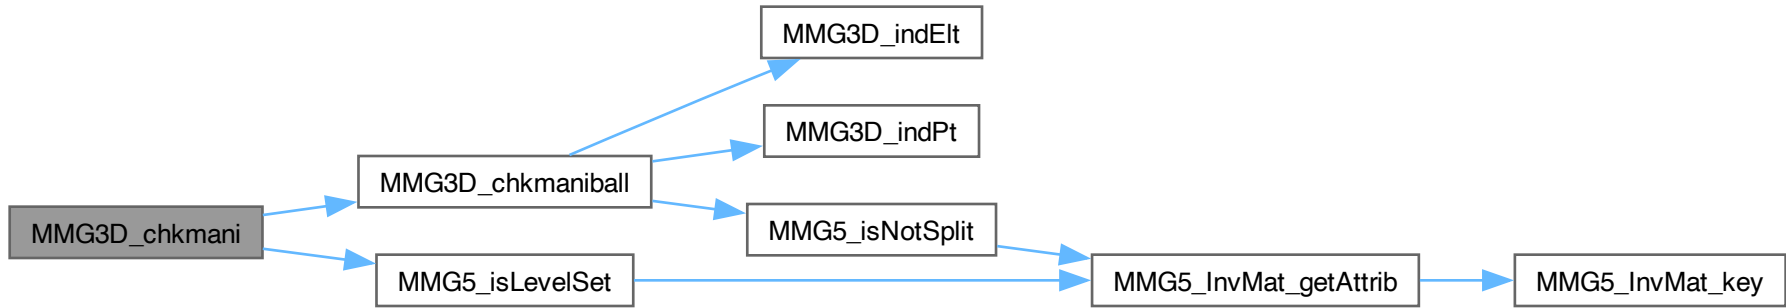 MMG3D_indElt
MMG3D_indPt
MMG3D_chkmaniball
MMG3D_chkmani
MMG5_isNotSplit
MMG5_isLevelSet
MMG5_InvMat_getAttrib
MMG5_InvMat_key